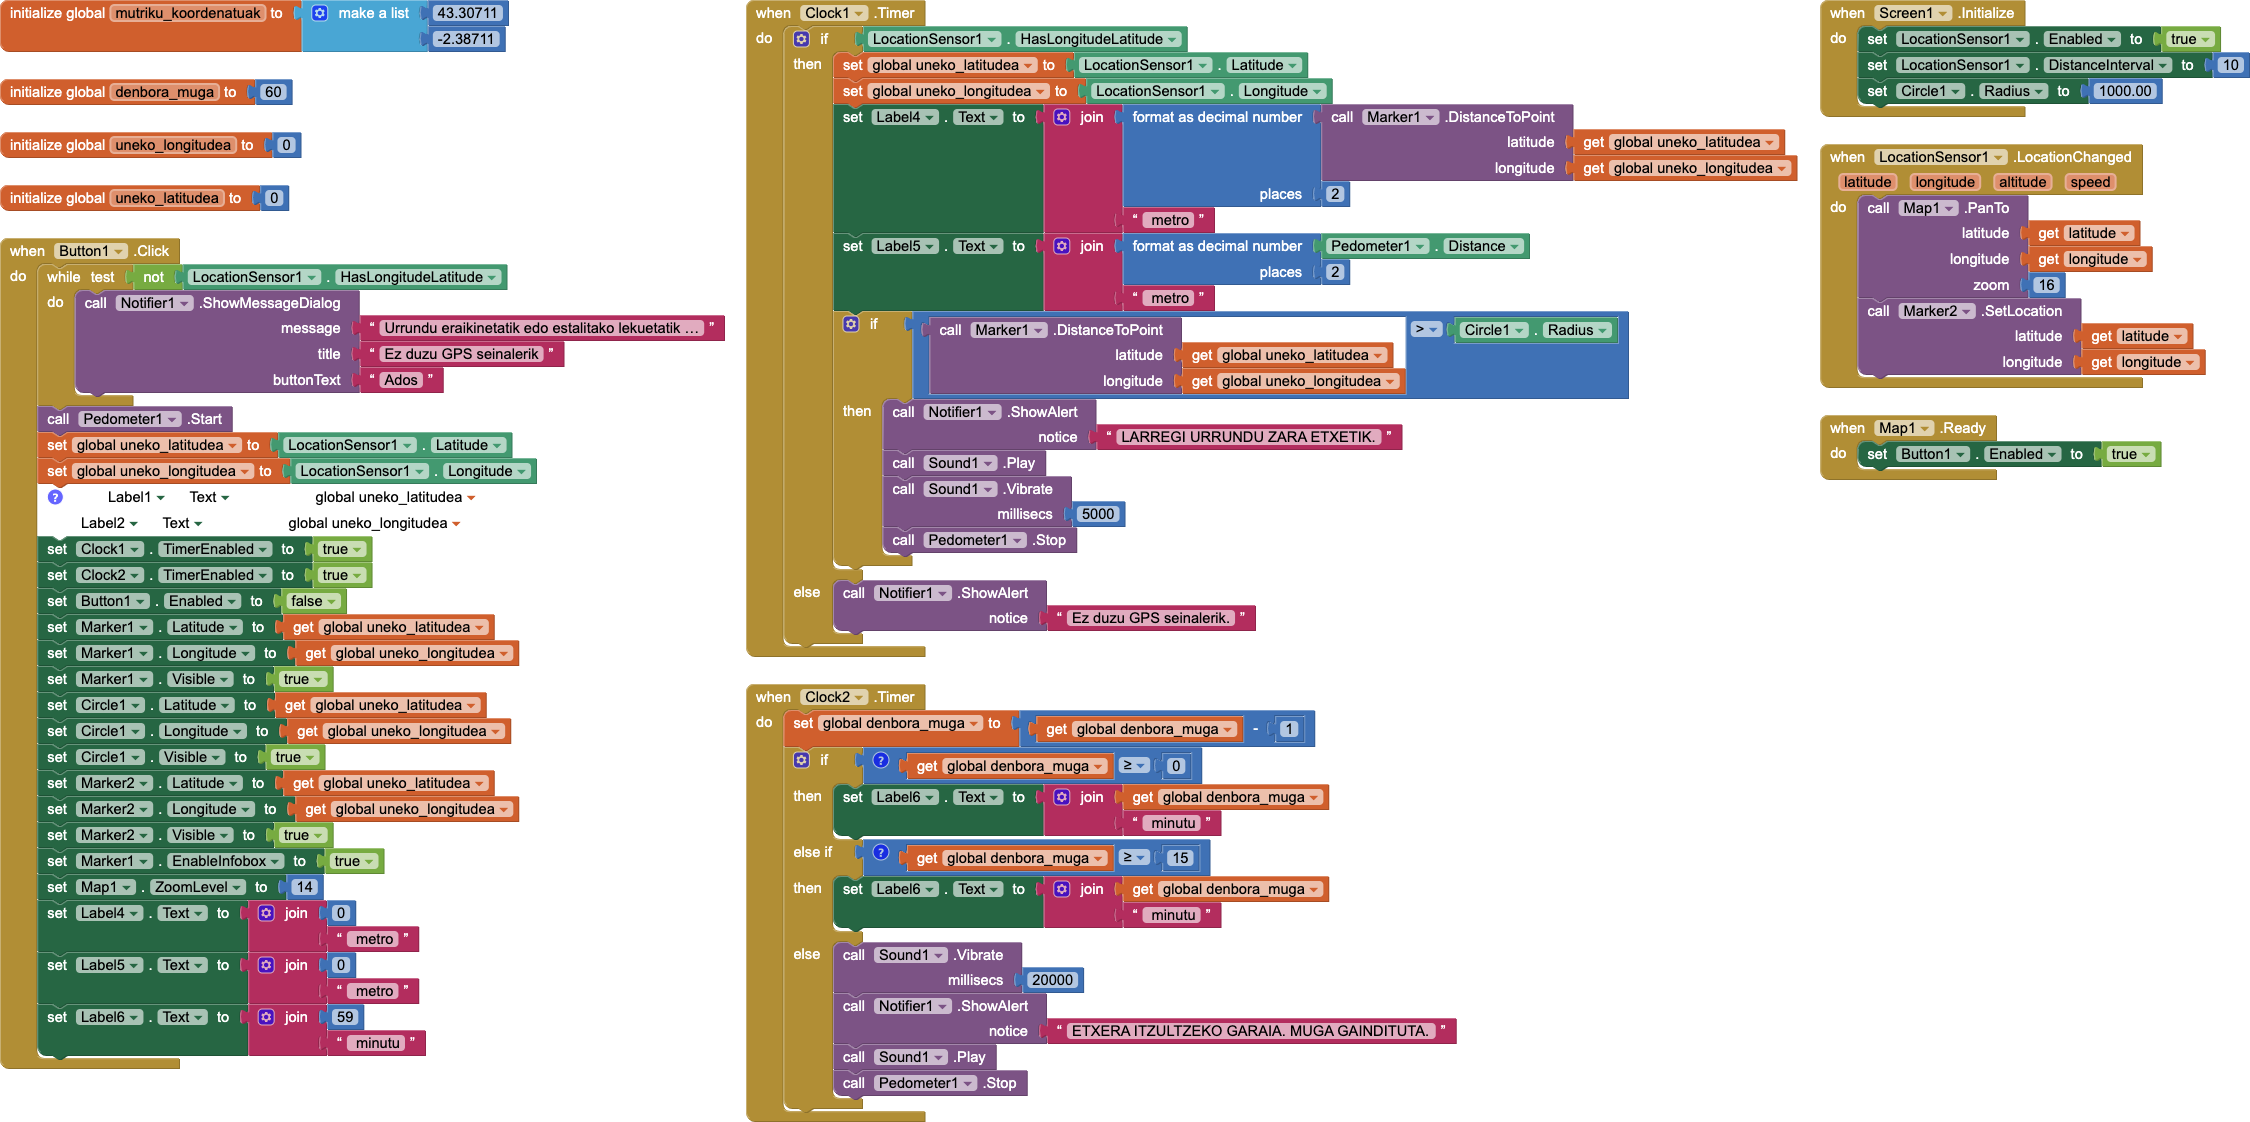 initialize global mutriku_koordenatuak to make a list 43.30711
-2.38711
initialize global denbora_muga to 60
initialize global uneko_longitudea to 0
initialize global uneko_latitudea to 0
when Button1 .Click
do while test not LocationSensor1 . HasLongitudeLatitude
do call Notifier1 .ShowMessageDialog
message “ Urrundu eraikinetatik edo estalitako lekuetatik ... ”
title “ Ez duzu GPS seinalerik ”
buttonText “ Ados ”
call Pedometer1 .Start
set global uneko_latitudea to LocationSensor1 . Latitude
set global uneko_longitudea to LocationSensor1 . Longitude
? Label1 Text global uneko_latitudea
Label2 Text global uneko_longitudea
set Clock1 . TimerEnabled to true
set Clock2 . TimerEnabled to true
set Button1 . Enabled to false
set Marker1 . Latitude to get global uneko_latitudea
set Marker1 . Longitude to get global uneko_longitudea
set Marker1 . Visible to true
set Circle1 . Latitude to get global uneko_latitudea
set Circle1 . Longitude to get global uneko_longitudea
set Circle1 . Visible to true
set Marker2 . Latitude to get global uneko_latitudea
set Marker2 . Longitude to get global uneko_longitudea
set Marker2 . Visible to true
set Marker1 . EnableInfobox to true
set Map1 . ZoomLevel to 14
set Label4 . Text to join 0
“ metro ”
set Label5 . Text to join 0
“ metro ”
set Label6 . Text to join 59
“ minutu ”
when Clock1 .Timer
do if LocationSensor1 . HasLongitudeLatitude
then set global uneko_latitudea to LocationSensor1 . Latitude
set global uneko_longitudea to LocationSensor1 . Longitude
set Label4 . Text to join format as decimal number call Marker1 .DistanceToPoint
latitude get global uneko_latitudea
longitude get global uneko_longitudea
places 2
“ metro ”
set Label5 . Text to join format as decimal number Pedometer1 . Distance
places 2
“ metro ”
if call Marker1 .DistanceToPoint > Circle1 . Radius
latitude get global uneko_latitudea
longitude get global uneko_longitudea
then call Notifier1 .ShowAlert
notice “ LARREGI URRUNDU ZARA ETXETIK. ”
call Sound1 .Play
call Sound1 .Vibrate
millisecs 5000
call Pedometer1 .Stop
else call Notifier1 .ShowAlert
notice “ Ez duzu GPS seinalerik. ”
when Clock2 .Timer
do set global denbora_muga to get global denbora_muga - 1
if ? get global denbora_muga ≥ 0
then set Label6 . Text to join get global denbora_muga
“ minutu ”
else if ? get global denbora_muga ≥ 15
then set Label6 . Text to join get global denbora_muga
“ minutu ”
else call Sound1 .Vibrate
millisecs 20000
call Notifier1 .ShowAlert
notice “ ETXERA ITZULTZEKO GARAIA. MUGA GAINDITUTA. ”
call Sound1 .Play
call Pedometer1 .Stop
when Screen1 .Initialize
do set LocationSensor1 . Enabled to true
set LocationSensor1 . DistanceInterval to 10
set Circle1 . Radius to 1000.00
when LocationSensor1 .LocationChanged
latitude longitude altitude speed
do call Map1 .PanTo
latitude get latitude
longitude get longitude
zoom 16
call Marker2 .SetLocation
latitude get latitude
longitude get longitude
when Map1 .Ready
do set Button1 . Enabled to true